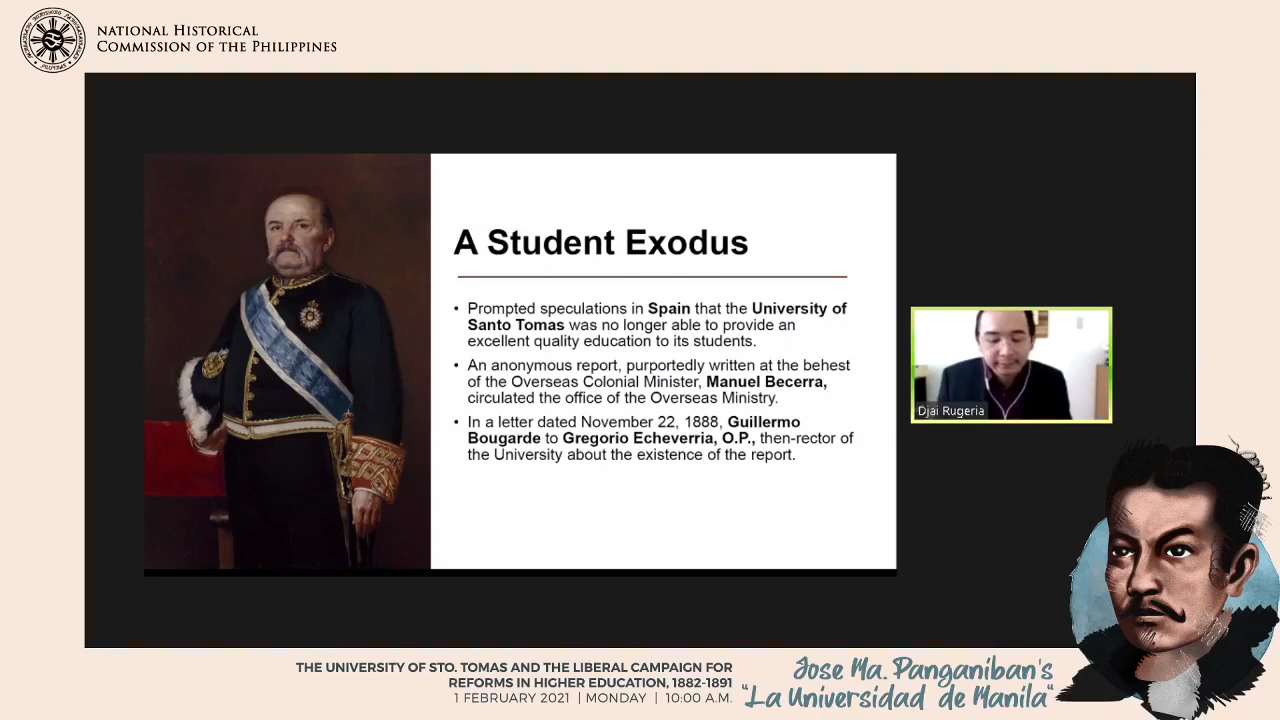 NATIONAL HISTORICAL
COMMISSION OF THE PHILIPPINES
A Student Exodus
• Prompted speculations in Spain that the University of
Santo Tomas was no longer able to provide an
excellent quality education to its students.
• An anonymous report, purportedly written at the behest
of the Overseas Colonial Minister, Manuel Becerra,
circulated the office of the Overseas Ministry.
• In a letter dated November 22, 1888, Guillermo
Bougarde to Gregorio Echeverria, O.P., then-rector of
the University about the existence of the report.
Djai Rugeria
THE UNIVERSITY OF STO. TOMAS AND THE LIBERAL CAMPAIGN FOR
REFORMS IN HIGHER EDUCATION, 1882-1891
1 FEBRUARY 2021 | MONDAY | 10:00 A.M.
Jose Ma. Panganiban's
"La Universidad de Manila"